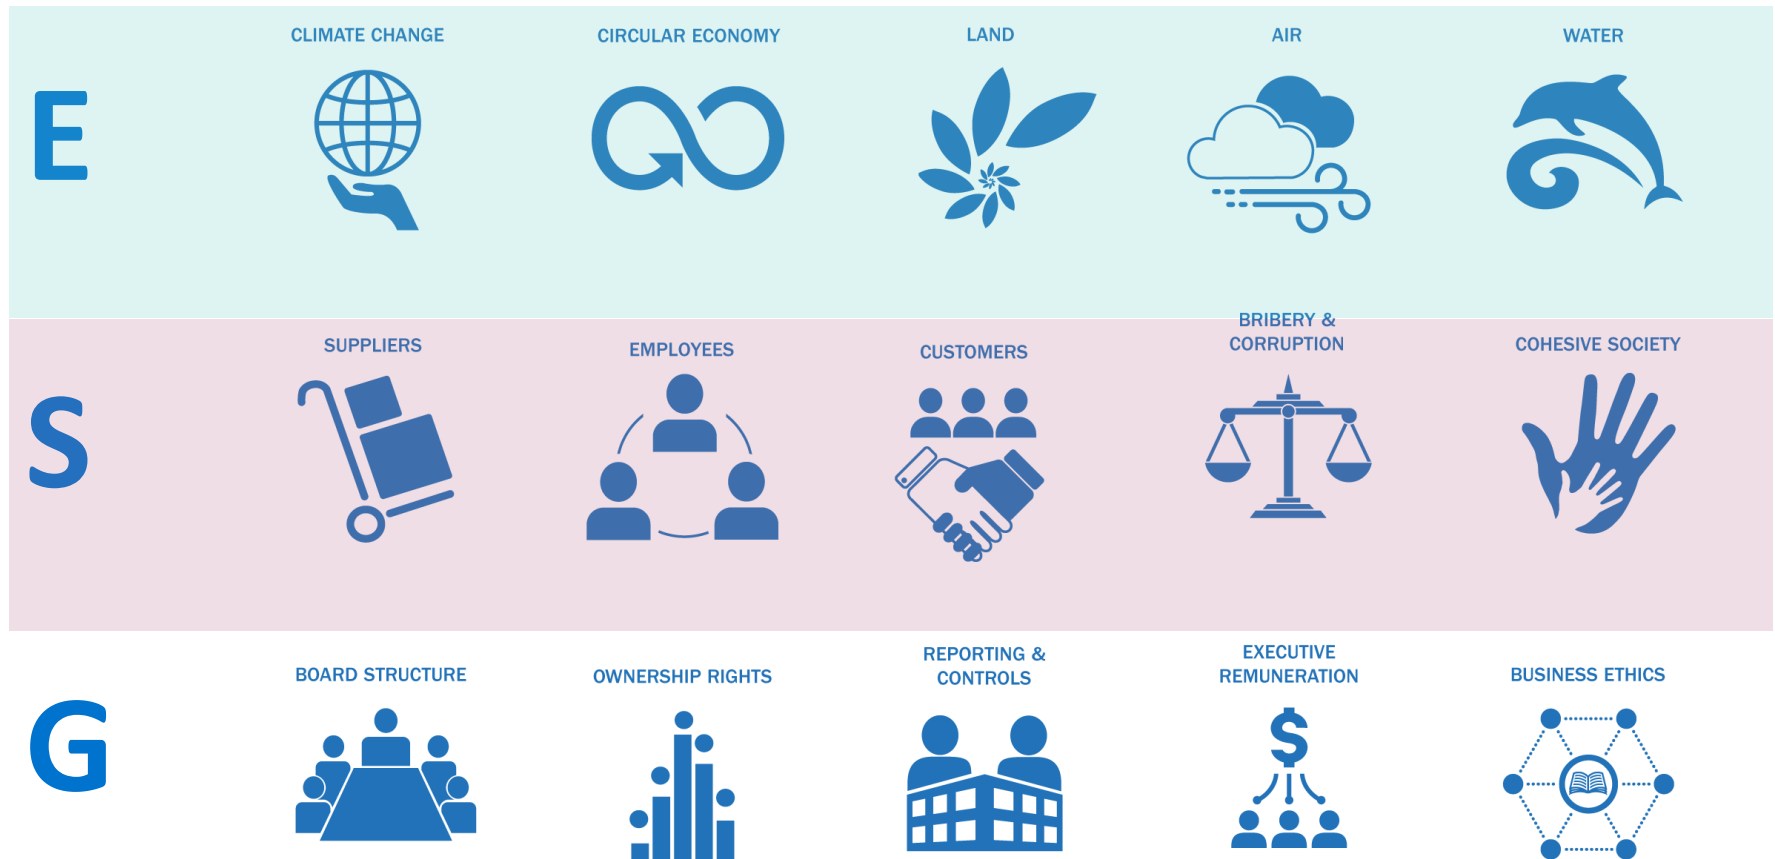 E
CLIMATE CHANGE
CIRCULAR ECONOMY
LAND
AIR
WATER
S
SUPPLIERS
EMPLOYEES
CUSTOMERS
BRIBERY &
CORRUPTION
COHESIVE SOCIETY
G
BOARD STRUCTURE
OWNERSHIP RIGHTS
REPORTING &
CONTROLS
EXECUTIVE
REMUNERATION
$
BUSINESS ETHICS